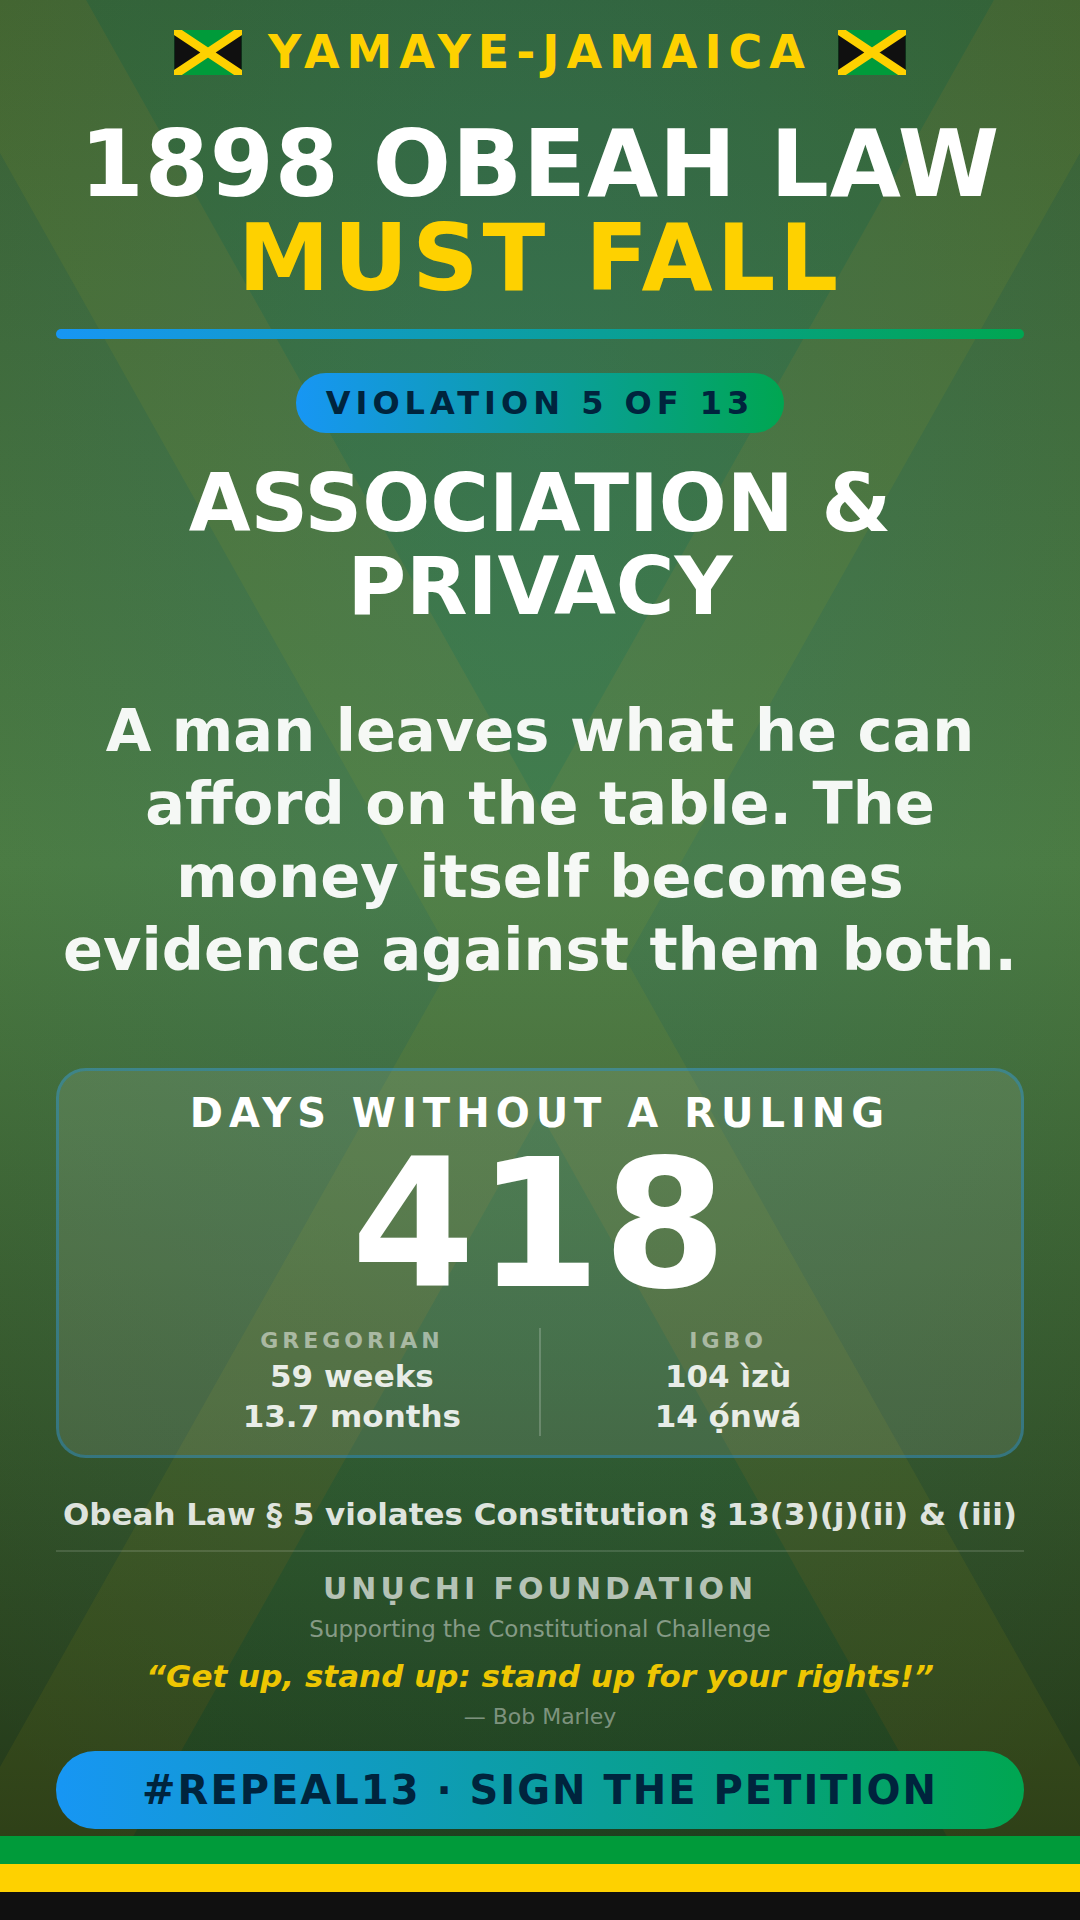 YAMAYE-JAMAICA
1898 OBEAH LAW
MUST FALL
VIOLATION 5 OF 13
ASSOCIATION &
PRIVACY
A man leaves what he can
afford on the table. The
money itself becomes
evidence against them both.
DAYS WITHOUT A RULING
418
GREGORIAN
59 weeks
13.7 months
IGBO
104 ìzù
14 ọ́nwá
Obeah Law § 5 violates Constitution § 13(3)(j)(ii) & (iii)
UNỤCHI FOUNDATION
Supporting the Constitutional Challenge
“Get up, stand up: stand up for your rights!”
— Bob Marley
#REPEAL13 · SIGN THE PETITION